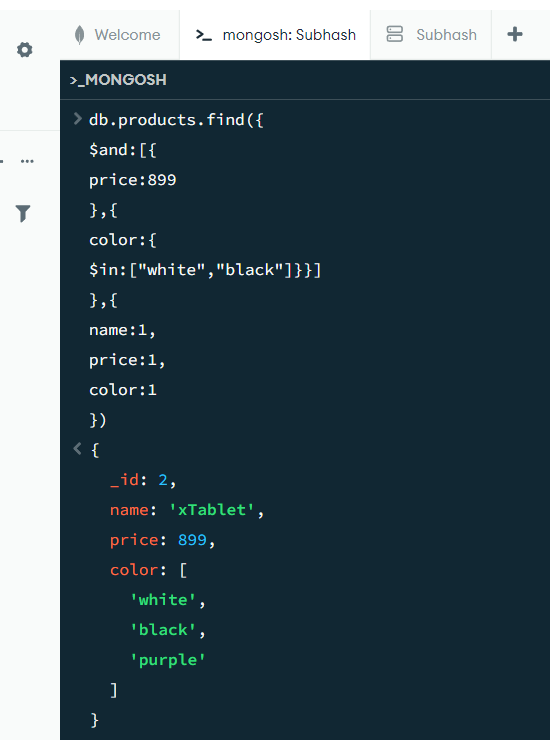 Welcome
mongosh: Subhash
Subhash
>_MONGOSH
db.products.find({
$and:[{
price:899
},{
color:{
$in:["white","black"]}}]
},{
name:1,
price:1,
color:1
})
{
_id: 2,
name: 'xTablet',
price: 899,
color: [
'white',
'black',
'purple'
]
}